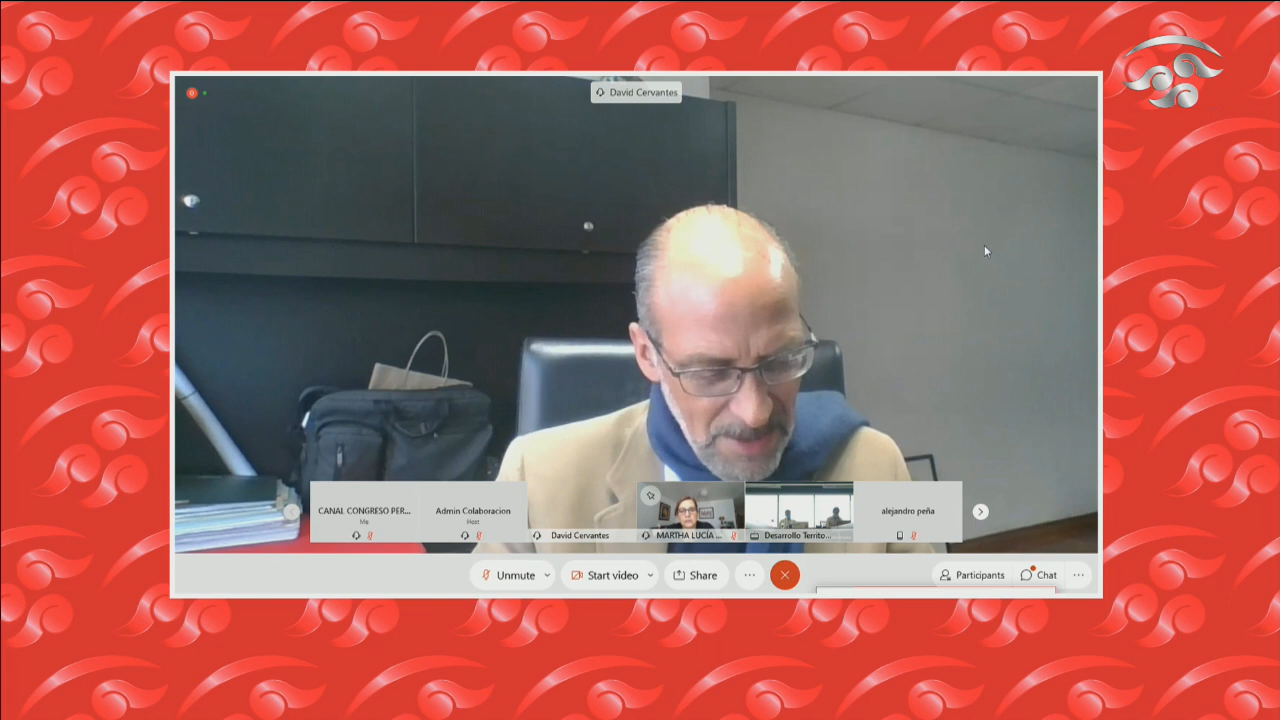 David Cervantes
CANAL CONGRESO PER...
Me
Admin Colaboracion
Host
David Cervantes
MARTHA LUCÍA ...
Desarrollo Territo...
alejandro peña
Unmute
Start video
Share
Participants
Chat